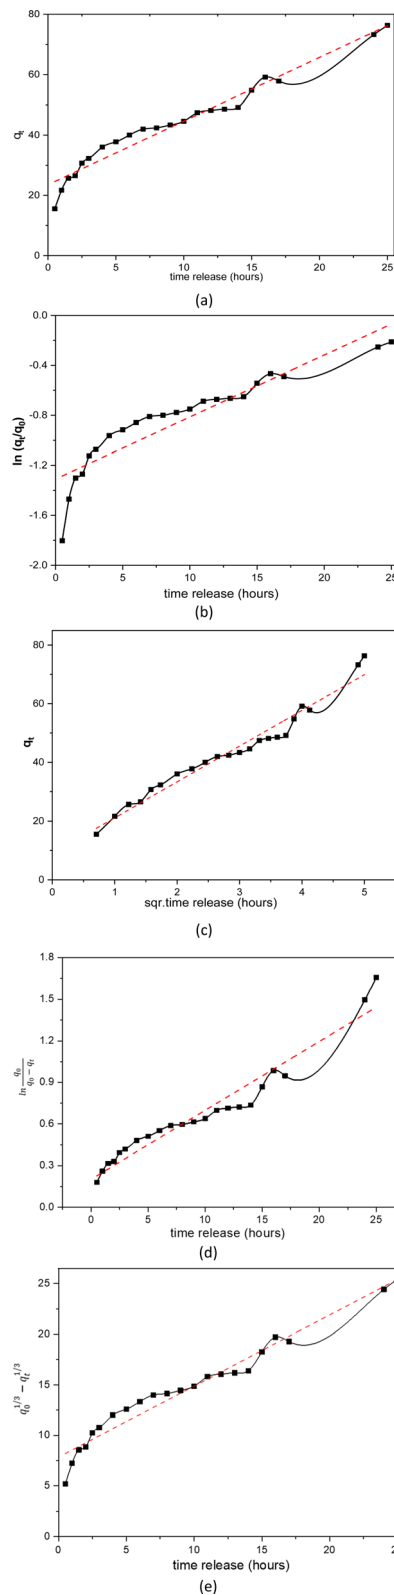 80
60
40
20
0
q_t
0 5 10 15 20 25
time release (hours)
(a)
0.0
-0.4
-0.8
-1.2
-1.6
-2.0
ln (q_t/q_0)
0 5 10 15 20 25
time release (hours)
(b)
80
60
40
20
0
q_t
0 1 2 3 4 5
sqr.time release (hours)
(c)
1.8
1.5
1.2
0.9
0.6
0.3
0.0
ln q_0 / q_0 − q_t
0 5 10 15 20 25
time release (hours)
(d)
25
20
15
10
5
0
q_0^1/3 − q_t^1/3
0 5 10 15 20 25
time release (hours)
(e)